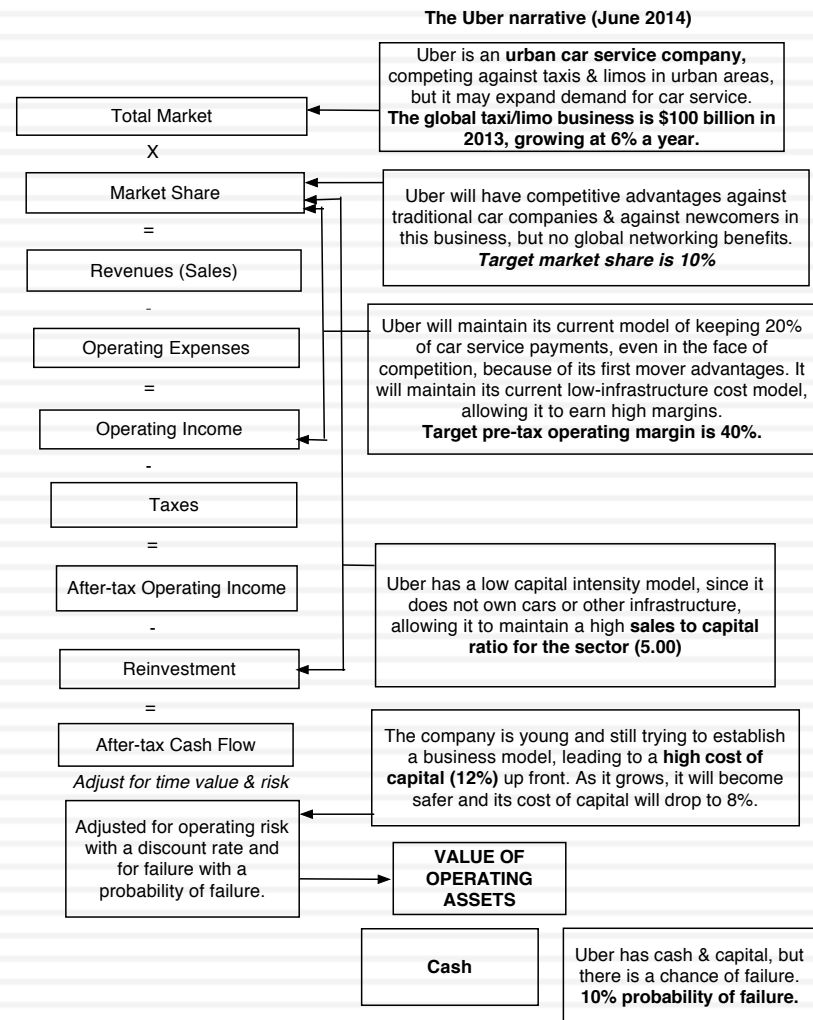 The Uber narrative (June 2014)
Uber is an urban car service company,
competing against taxis & limos in urban areas,
but it may expand demand for car service.
The global taxi/limo business is $100 billion in
2013, growing at 6% a year.
Total Market
X
Market Share
Uber will have competitive advantages against
traditional car companies & against newcomers in
this business, but no global networking benefits.
Target market share is 10%
=
Revenues (Sales)
-
Operating Expenses
Uber will maintain its current model of keeping 20%
of car service payments, even in the face of
competition, because of its first mover advantages. It
will maintain its current low-infrastructure cost model,
allowing it to earn high margins.
Target pre-tax operating margin is 40%.
=
Operating Income
-
Taxes
=
After-tax Operating Income
Uber has a low capital intensity model, since it
does not own cars or other infrastructure,
allowing it to maintain a high sales to capital
ratio for the sector (5.00)
-
Reinvestment
=
After-tax Cash Flow
The company is young and still trying to establish
a business model, leading to a high cost of
capital (12%) up front. As it grows, it will become
safer and its cost of capital will drop to 8%.
Adjust for time value & risk
Adjusted for operating risk
with a discount rate and
for failure with a
probability of failure.
VALUE OF
OPERATING
ASSETS
Cash
Uber has cash & capital, but
there is a chance of failure.
10% probability of failure.